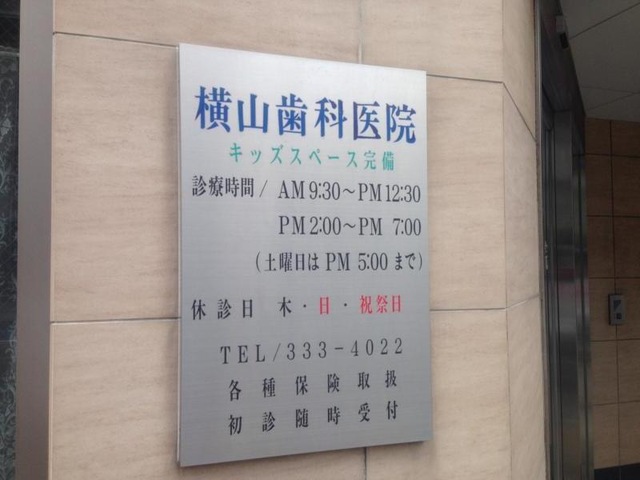 横山歯科医院
キッズスペース完備
診療時間/ AM 9:30～PM 12:30
PM 2:00～PM 7:00
(土曜日は PM 5:00 まで)
休診日 木・日・祝祭日
TEL/333-4022
各種保険取扱
初診随時受付